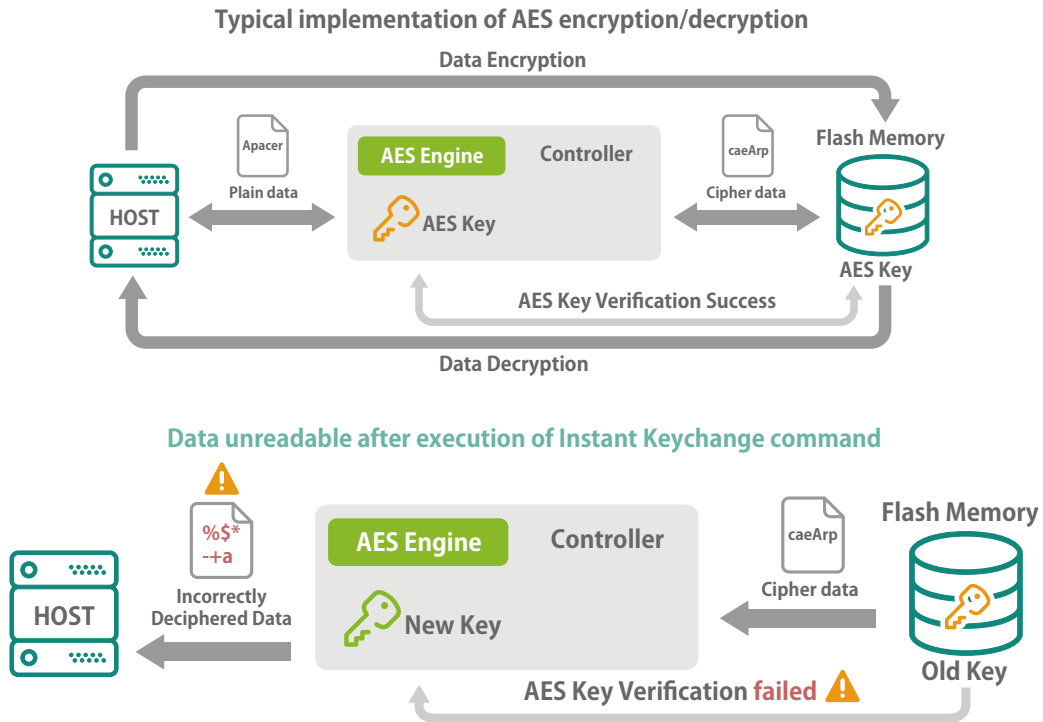 Typical implementation of AES encryption/decryption
Data Encryption
Apacer
Plain data
AES Engine
Controller
AES Key
caeArp
Cipher data
Flash Memory
HOST
AES Key
AES Key Verification Success
Data Decryption
Data unreadable after execution of Instant Keychange command
%$*
-+a
Incorrectly
Deciphered Data
HOST
AES Engine
Controller
New Key
caeArp
Cipher data
Flash Memory
Old Key
AES Key Verification failed